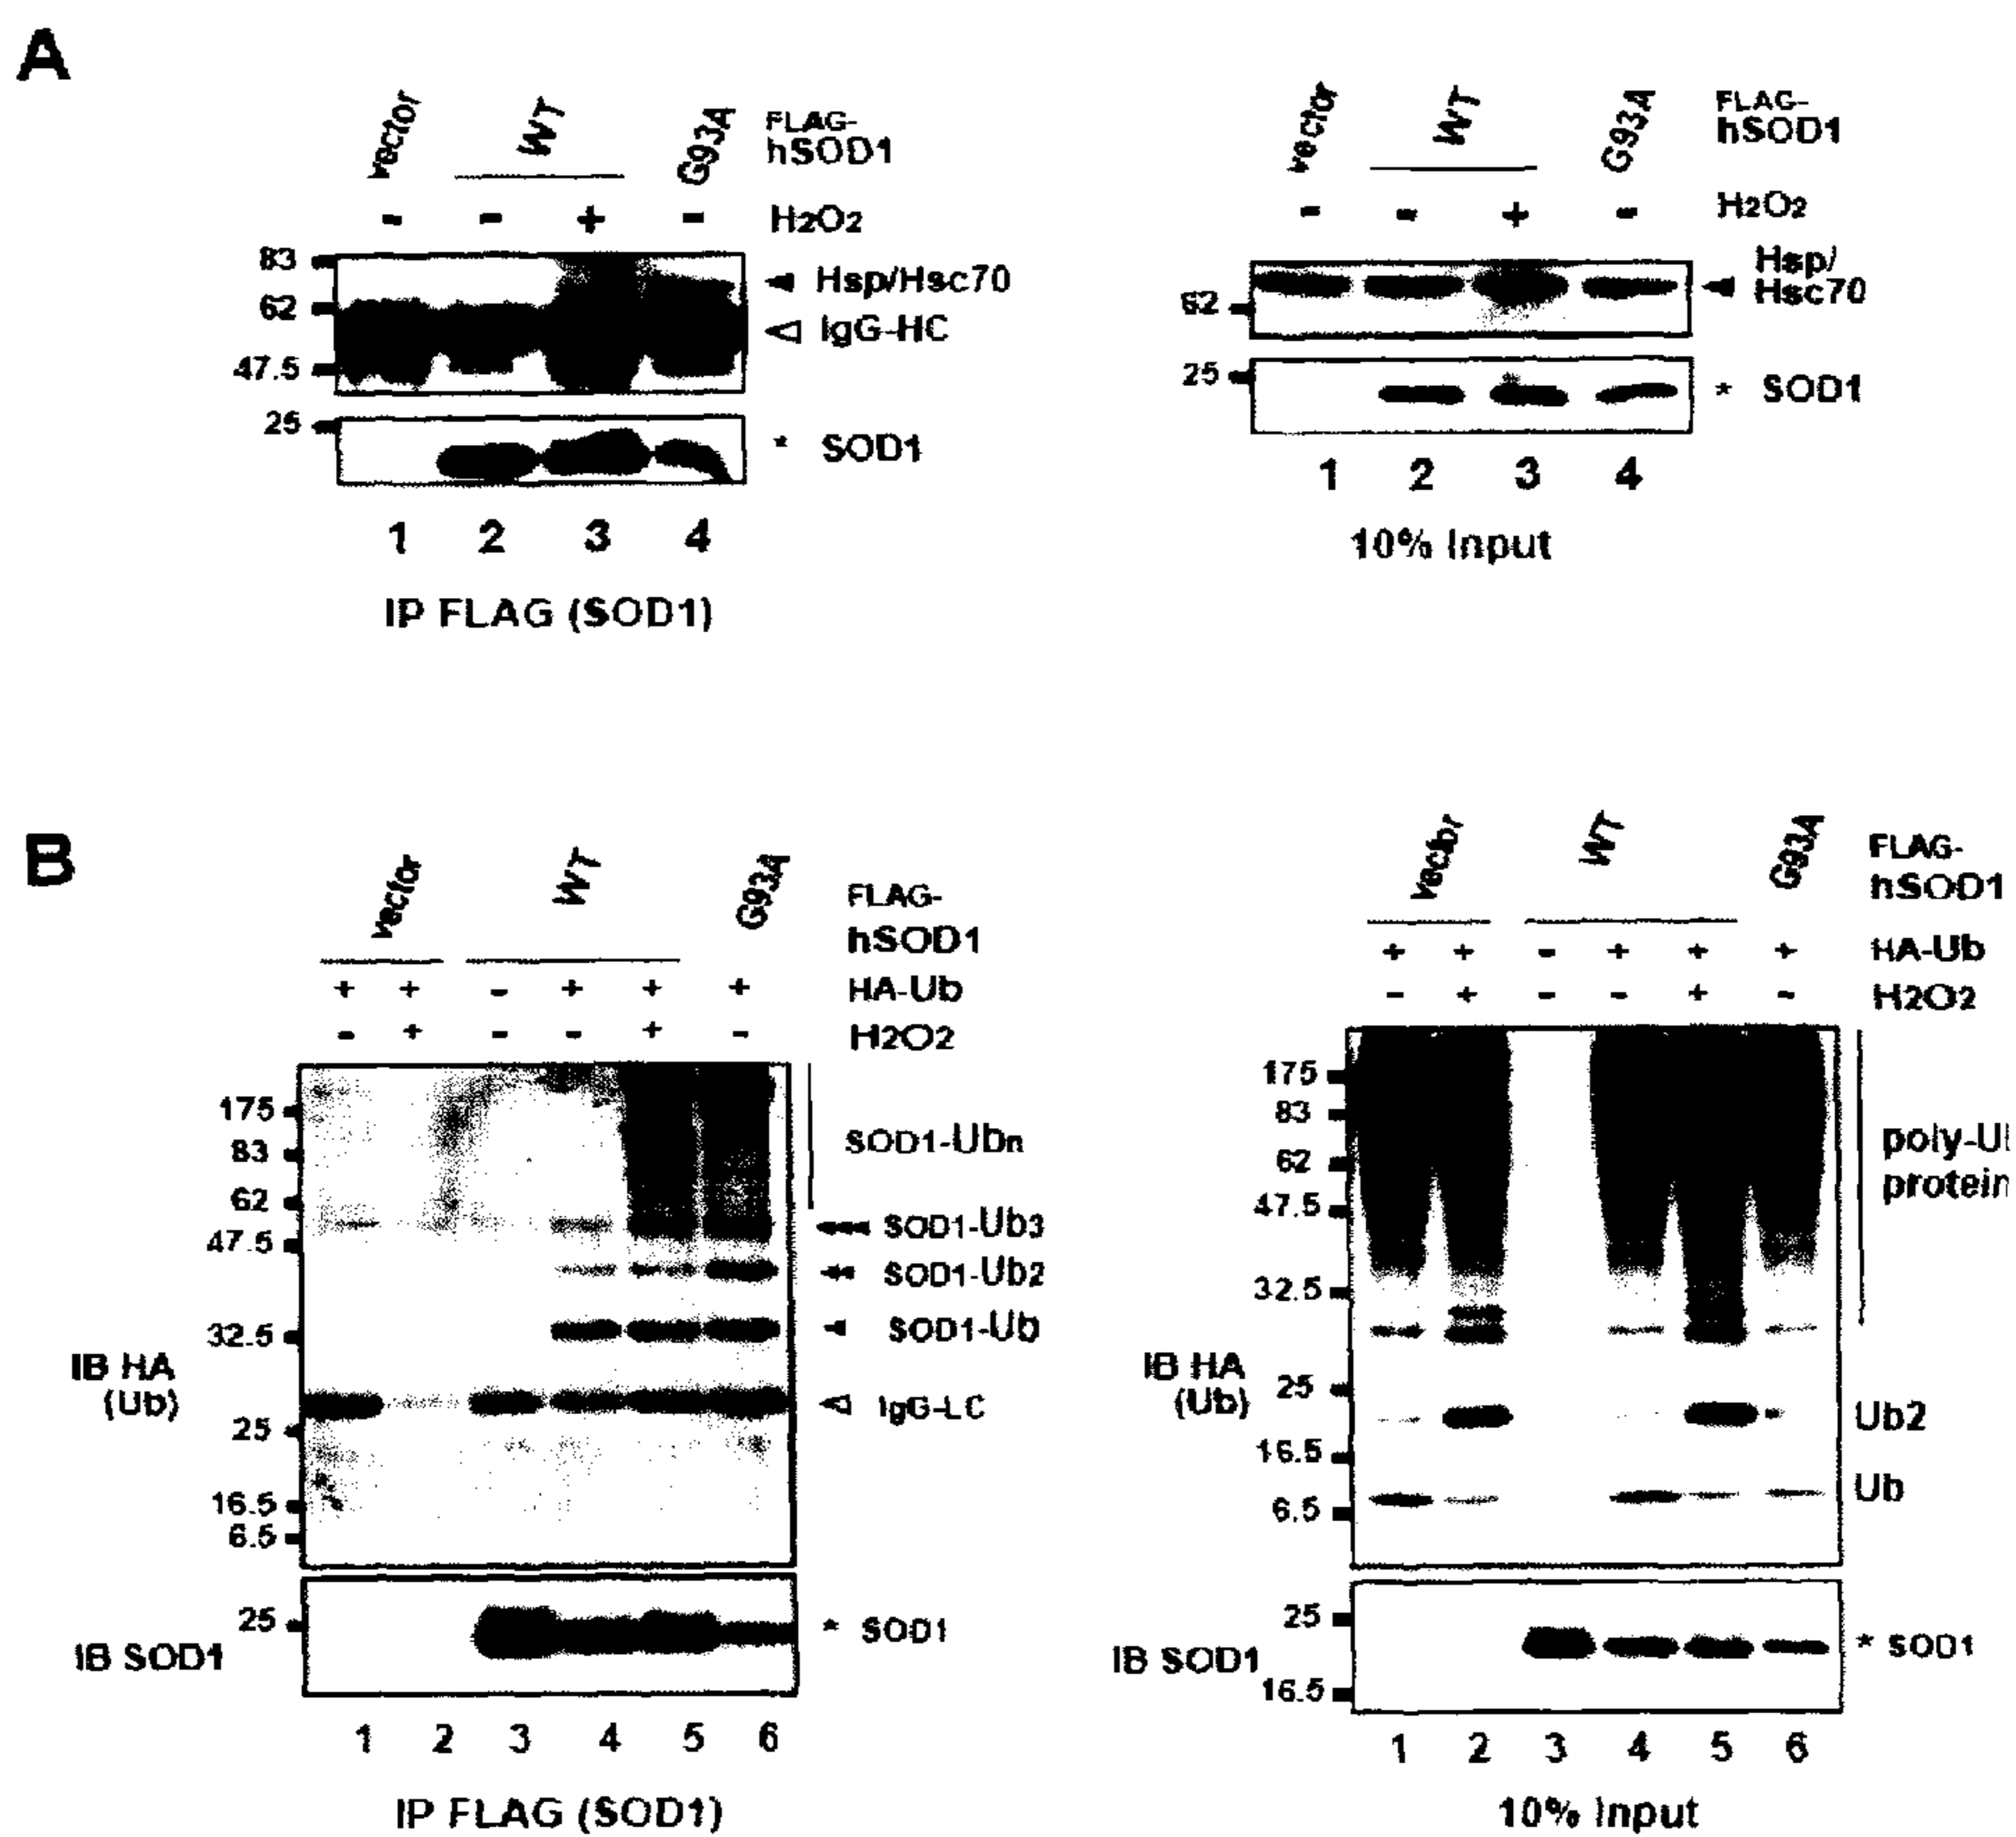 A
vector WT G93A FLAG-
hSOD1
- - + - H2O2
83
Hsp/Hsc70
62
IgG-HC
47.5
25
* SOD1
1 2 3 4
IP FLAG (SOD1)
vector WT G93A FLAG-
hSOD1
- - + - H2O2
Hsp/
Hsc70
62
25
* SOD1
1 2 3 4
10% Input
B
vector WT G93A FLAG-
hSOD1
+ + - + + + HA-Ub
- + - - + - H2O2
175
SOD1-Ubn
83
62
SOD1-Ub3
47.5
SOD1-Ub2
32.5
SOD1-Ub
IB HA
(Ub)
IgG-LC
25
16.5
6.5
25
* SOD1
IB SOD1
1 2 3 4 5 6
IP FLAG (SOD1)
vector WT G93A FLAG-
hSOD1
+ + - + + + HA-Ub
- + - - + - H2O2
175
83
poly-U
62
protein
47.5
32.5
IB HA
(Ub)
25
Ub2
16.5
Ub
6.5
25
* SOD1
IB SOD1
16.5
1 2 3 4 5 6
10% Input